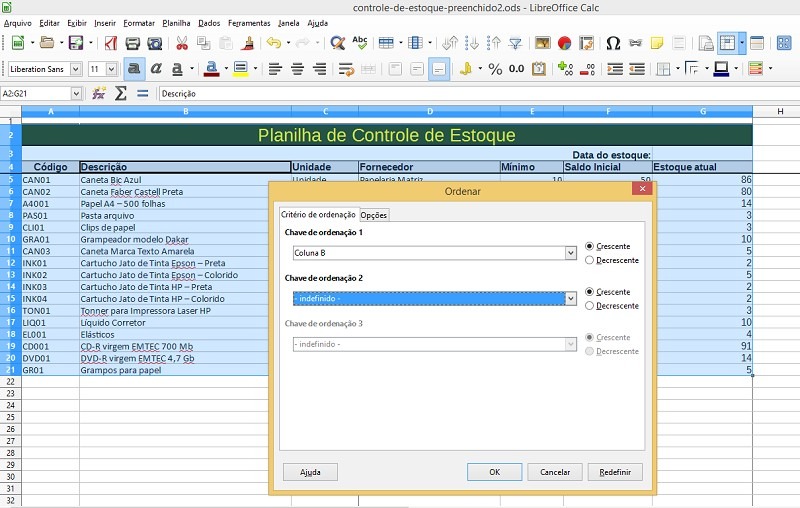 controle-de-estoque-preenchido2.ods - LibreOffice Calc
Arquivo Editar Exibir Inserir Formatar Planilha Dados Ferramentas Janela Ajuda
Liberation Sans 11 a a a
% 0.0
A2:G21 Descrição
A B C D E F G H
1
2 Planilha de Controle de Estoque
3 Data do estoque:
4 Código Descrição Unidade Fornecedor Mínimo Saldo Inicial Estoque atual
5 CAN01 Caneta Bic Azul Unidade Papelaria Matriz 10 50 86
6 CAN02 Caneta Faber Castell Preta 80
7 A4001 Papel A4 – 500 folhas 14
8 PAS01 Pasta arquivo 3
9 CLI01 Clips de papel 3
10 GRA01 Grampeador modelo Dakar 10
11 CAN03 Caneta Marca Texto Amarela 5
12 INK01 Cartucho Jato de Tinta Epson – Preta 2
13 INK02 Cartucho Jato de Tinta Epson – Colorido 5
14 INK03 Cartucho Jato de Tinta HP – Preta 2
15 INK04 Cartucho Jato de Tinta HP – Colorido 2
16 TON01 Tonner para Impressora Laser HP 3
17 LIQ01 Líquido Corretor 10
18 EL001 Elásticos 4
19 CD001 CD-R virgem EMTEC 700 Mb 91
20 DVD01 DVD-R virgem EMTEC 4,7 Gb 14
21 GR01 Grampos para papel 5
22
23
24
25
26
27
28
29
30
31
32
Ordenar
Critério de ordenação Opções
Chave de ordenação 1
Coluna B
Crescente
Decrescente
Chave de ordenação 2
- indefinido -
Crescente
Decrescente
Chave de ordenação 3
- indefinido -
Crescente
Decrescente
Ajuda OK Cancelar Redefinir